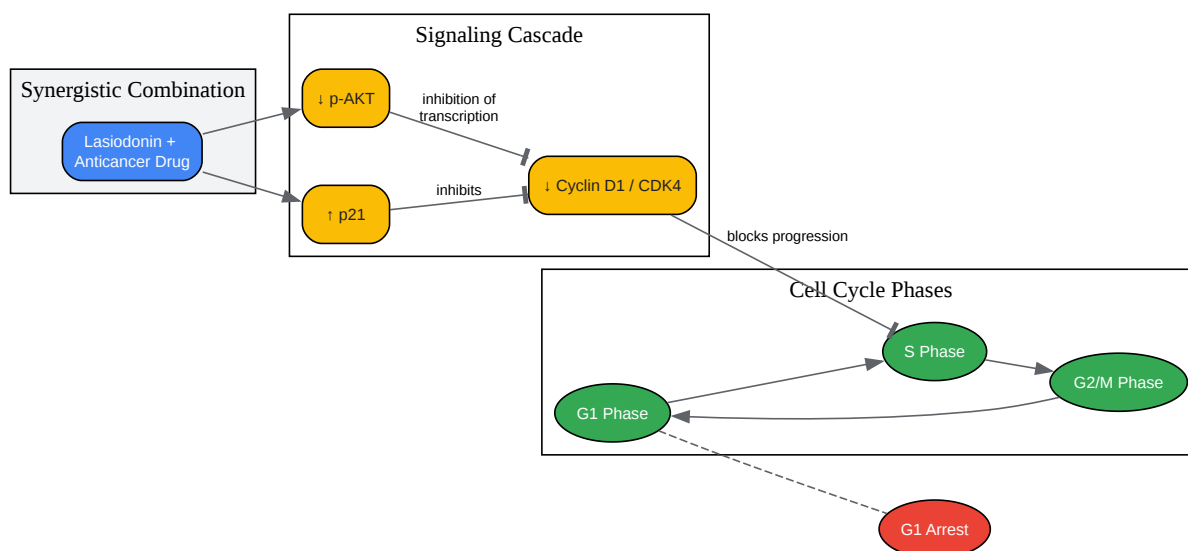 Signaling Cascade
Synergistic Combination
Lasiodonin +
Anticancer Drug
↓ p-AKT
inhibition of
transcription
↑ p21
inhibits
↓ Cyclin D1 / CDK4
blocks progression
Cell Cycle Phases
S Phase
G2/M Phase
G1 Phase
G1 Arrest